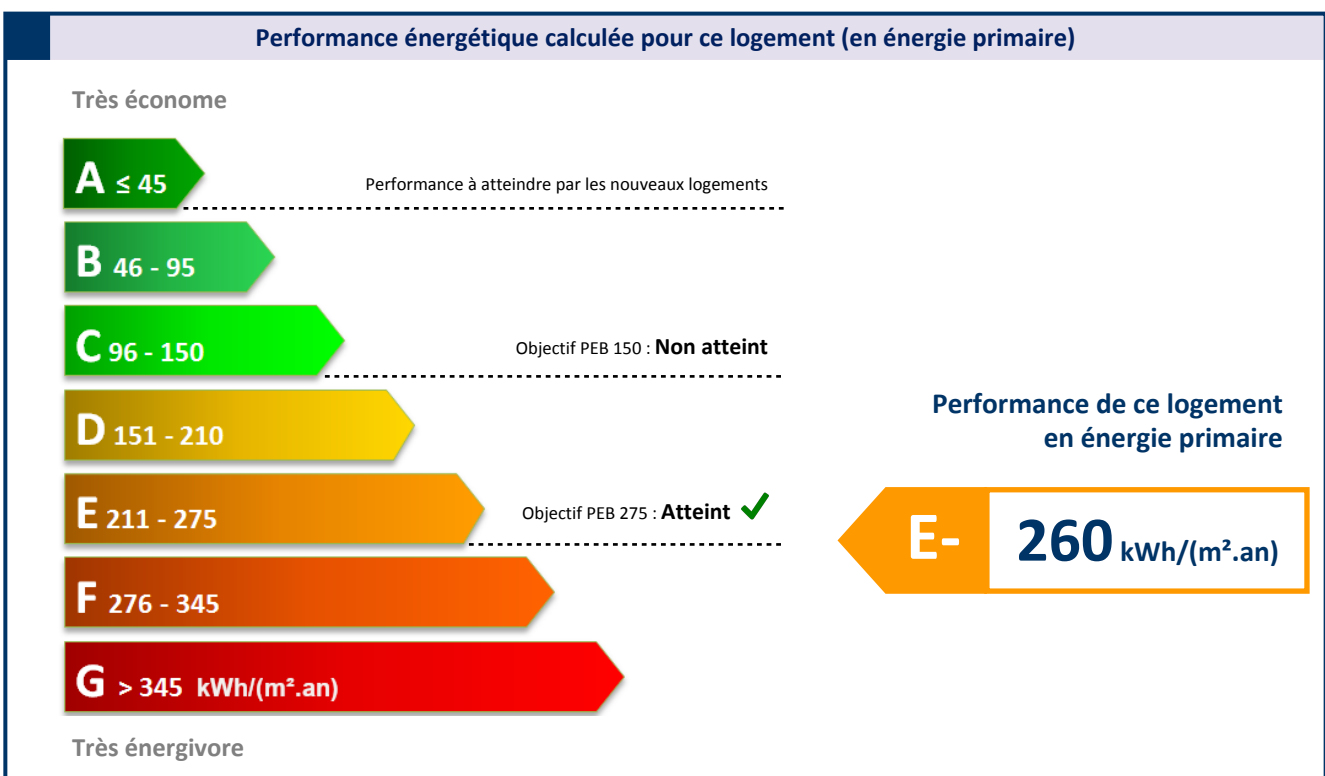 Performance énergétique calculée pour ce logement (en énergie primaire)
Très économe
A ≤ 45
Performance à atteindre par les nouveaux logements
B 46 - 95
C 96 - 150
Objectif PEB 150 : Non atteint
D 151 - 210
Performance de ce logement
en énergie primaire
E 211 - 275
Objectif PEB 275 : Atteint ✓
E- 260 kWh/(m².an)
F 276 - 345
G > 345 kWh/(m².an)
Très énergivore